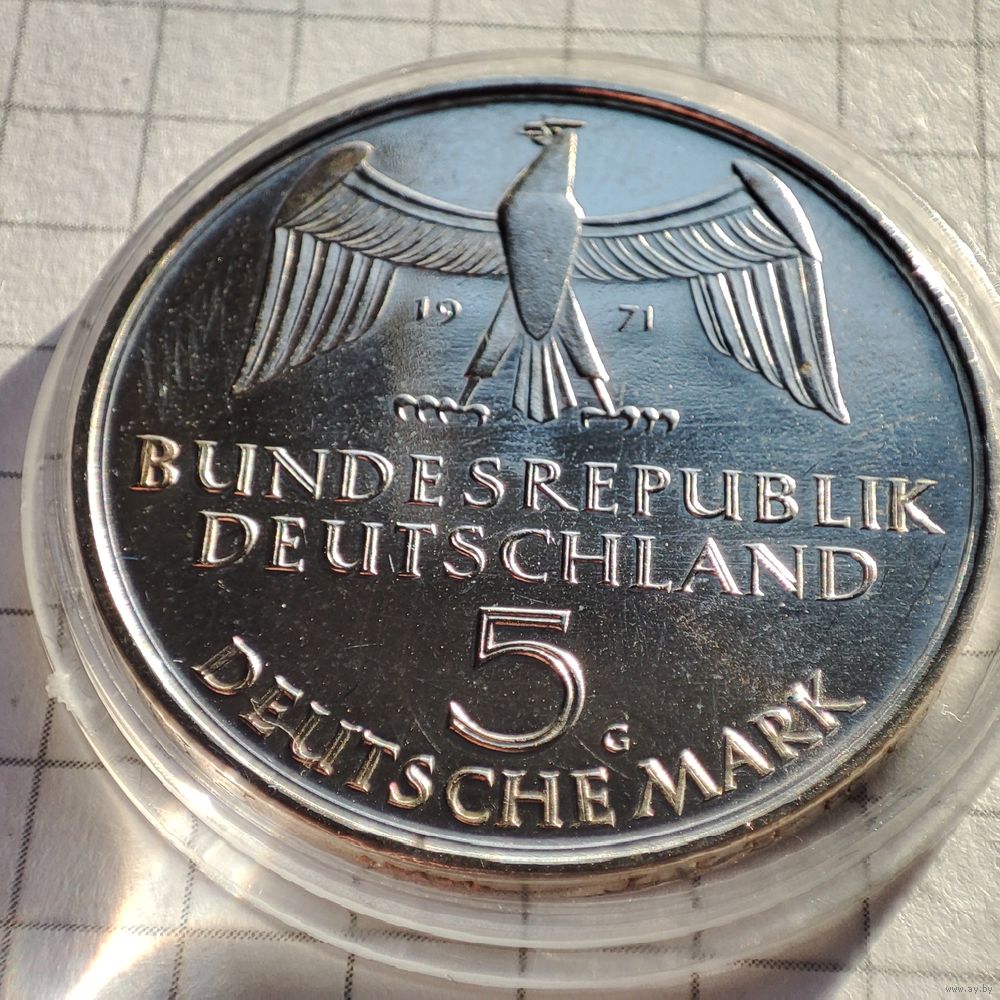 19 71
BUNDESREPUBLIK
DEUTSCHLAND
5
G
DEUTSCHE MARK
www.ay.by